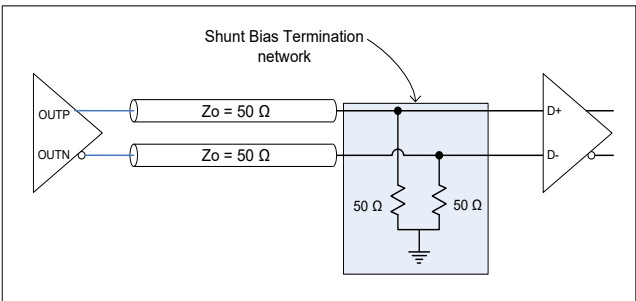 Shunt Bias Termination
network
OUTP
Zo = 50 Ω
D+
OUTN
Zo = 50 Ω
D-
50 Ω
50 Ω